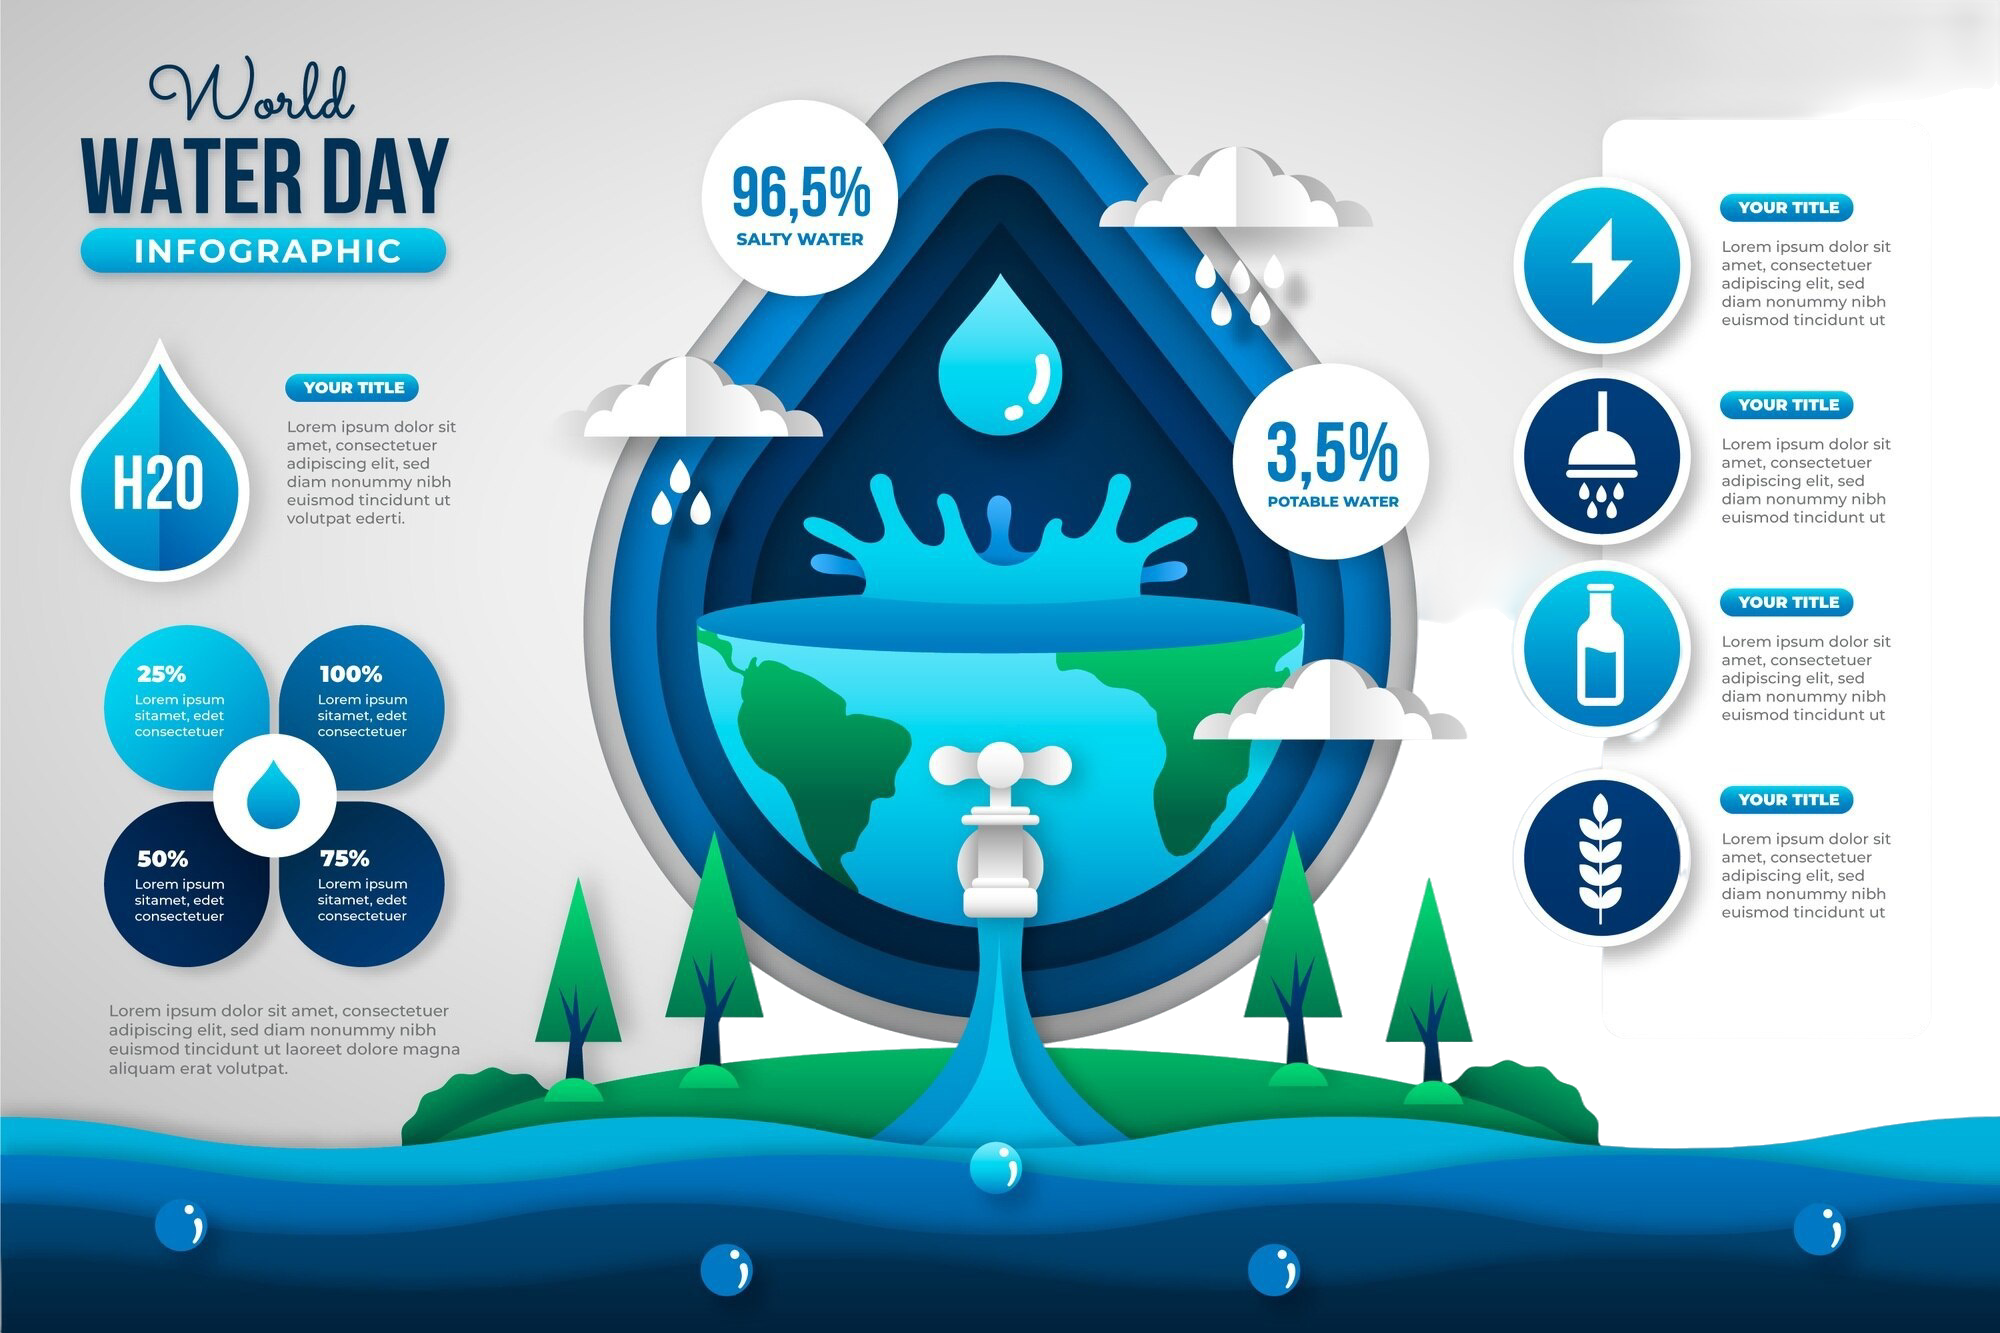 World
WATER DAY
INFOGRAPHIC
H20
YOUR TITLE
Lorem ipsum dolor sit
amet, consectetuer
adipiscing elit, sed
diam nonummy nibh
euismod tincidunt ut
volutpat ederti.
25%
Lorem ipsum
sitamet, edet
consectetuer
100%
Lorem ipsum
sitamet, edet
consectetuer
50%
Lorem ipsum
sitamet, edet
consectetuer
75%
Lorem ipsum
sitamet, edet
consectetuer
Lorem ipsum dolor sit amet, consectetuer
adipiscing elit, sed diam nonummy nibh
euismod tincidunt ut laoreet dolore magna
aliquam erat volutpat.
96,5%
SALTY WATER
3,5%
POTABLE WATER
YOUR TITLE
Lorem ipsum dolor sit
amet, consectetuer
adipiscing elit, sed
diam nonummy nibh
euismod tincidunt ut
YOUR TITLE
Lorem ipsum dolor sit
amet, consectetuer
adipiscing elit, sed
diam nonummy nibh
euismod tincidunt ut
YOUR TITLE
Lorem ipsum dolor sit
amet, consectetuer
adipiscing elit, sed
diam nonummy nibh
euismod tincidunt ut
YOUR TITLE
Lorem ipsum dolor sit
amet, consectetuer
adipiscing elit, sed
diam nonummy nibh
euismod tincidunt ut